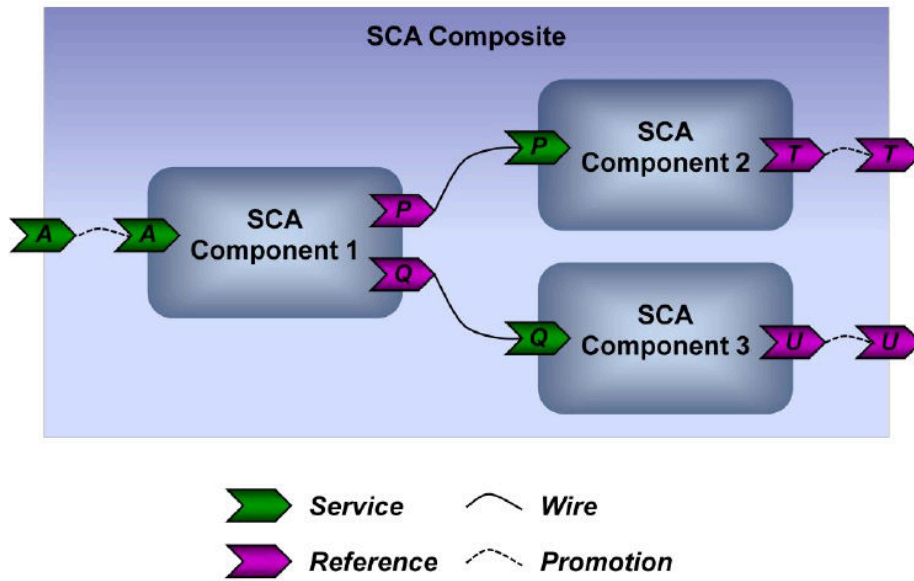 SCA Composite
SCA
Component 1
A
A
P
Q
P
SCA
Component 2
T
T
Q
SCA
Component 3
U
U
Service
Wire
Reference
Promotion